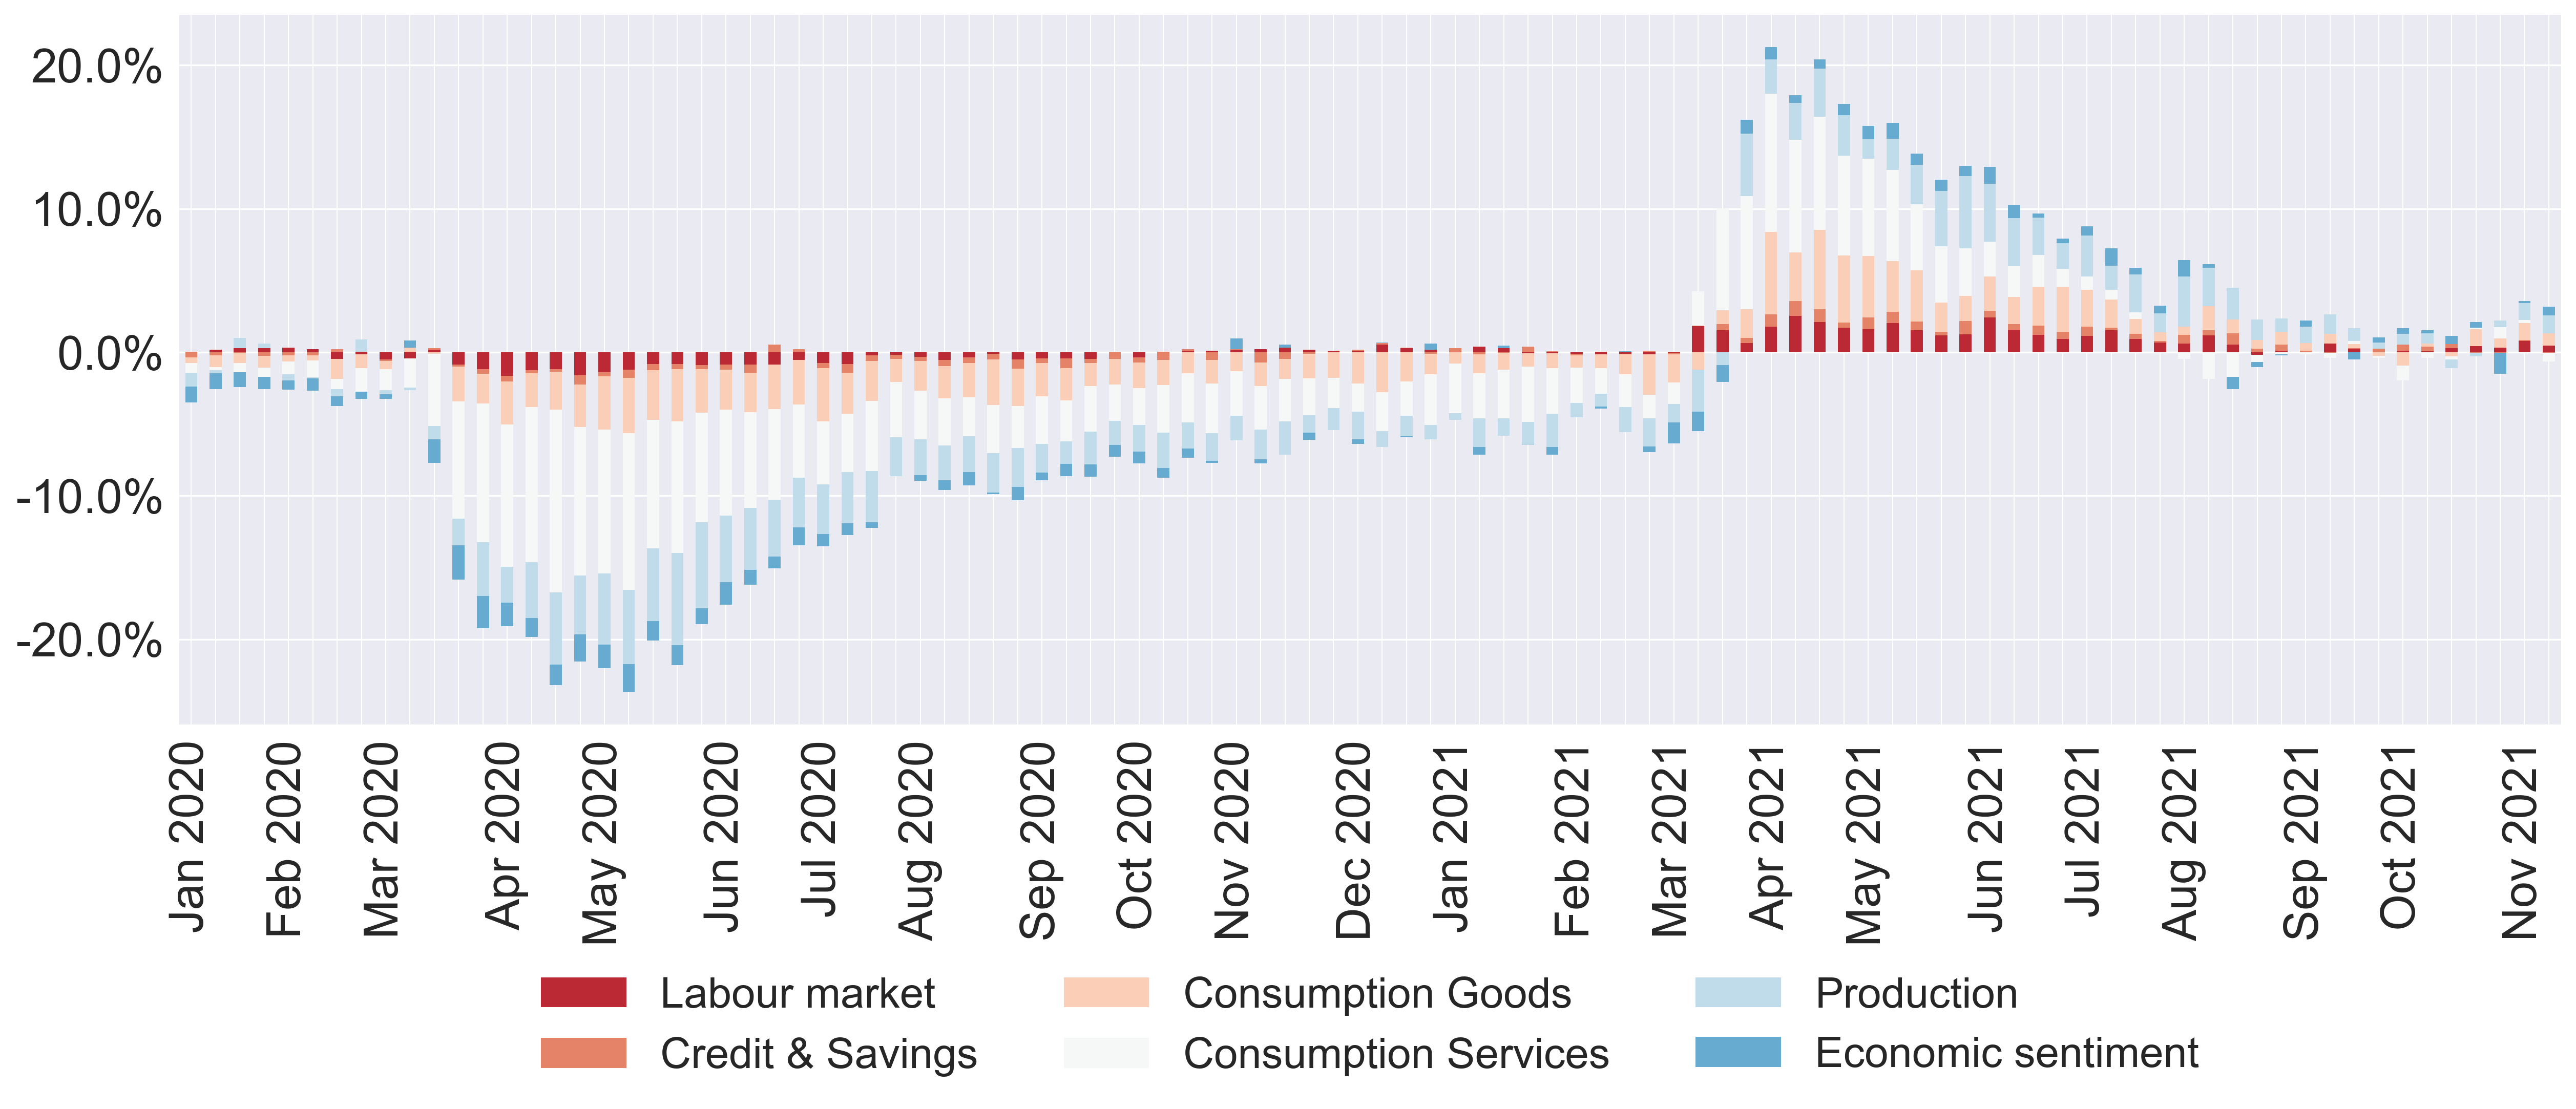 20.0%
10.0%
0.0%
-10.0%
-20.0%
Jan 2020
Feb 2020
Mar 2020
Apr 2020
May 2020
Jun 2020
Jul 2020
Aug 2020
Sep 2020
Oct 2020
Nov 2020
Dec 2020
Jan 2021
Feb 2021
Mar 2021
Apr 2021
May 2021
Jun 2021
Jul 2021
Aug 2021
Sep 2021
Oct 2021
Nov 2021
Labour market
Consumption Goods
Production
Credit & Savings
Consumption Services
Economic sentiment